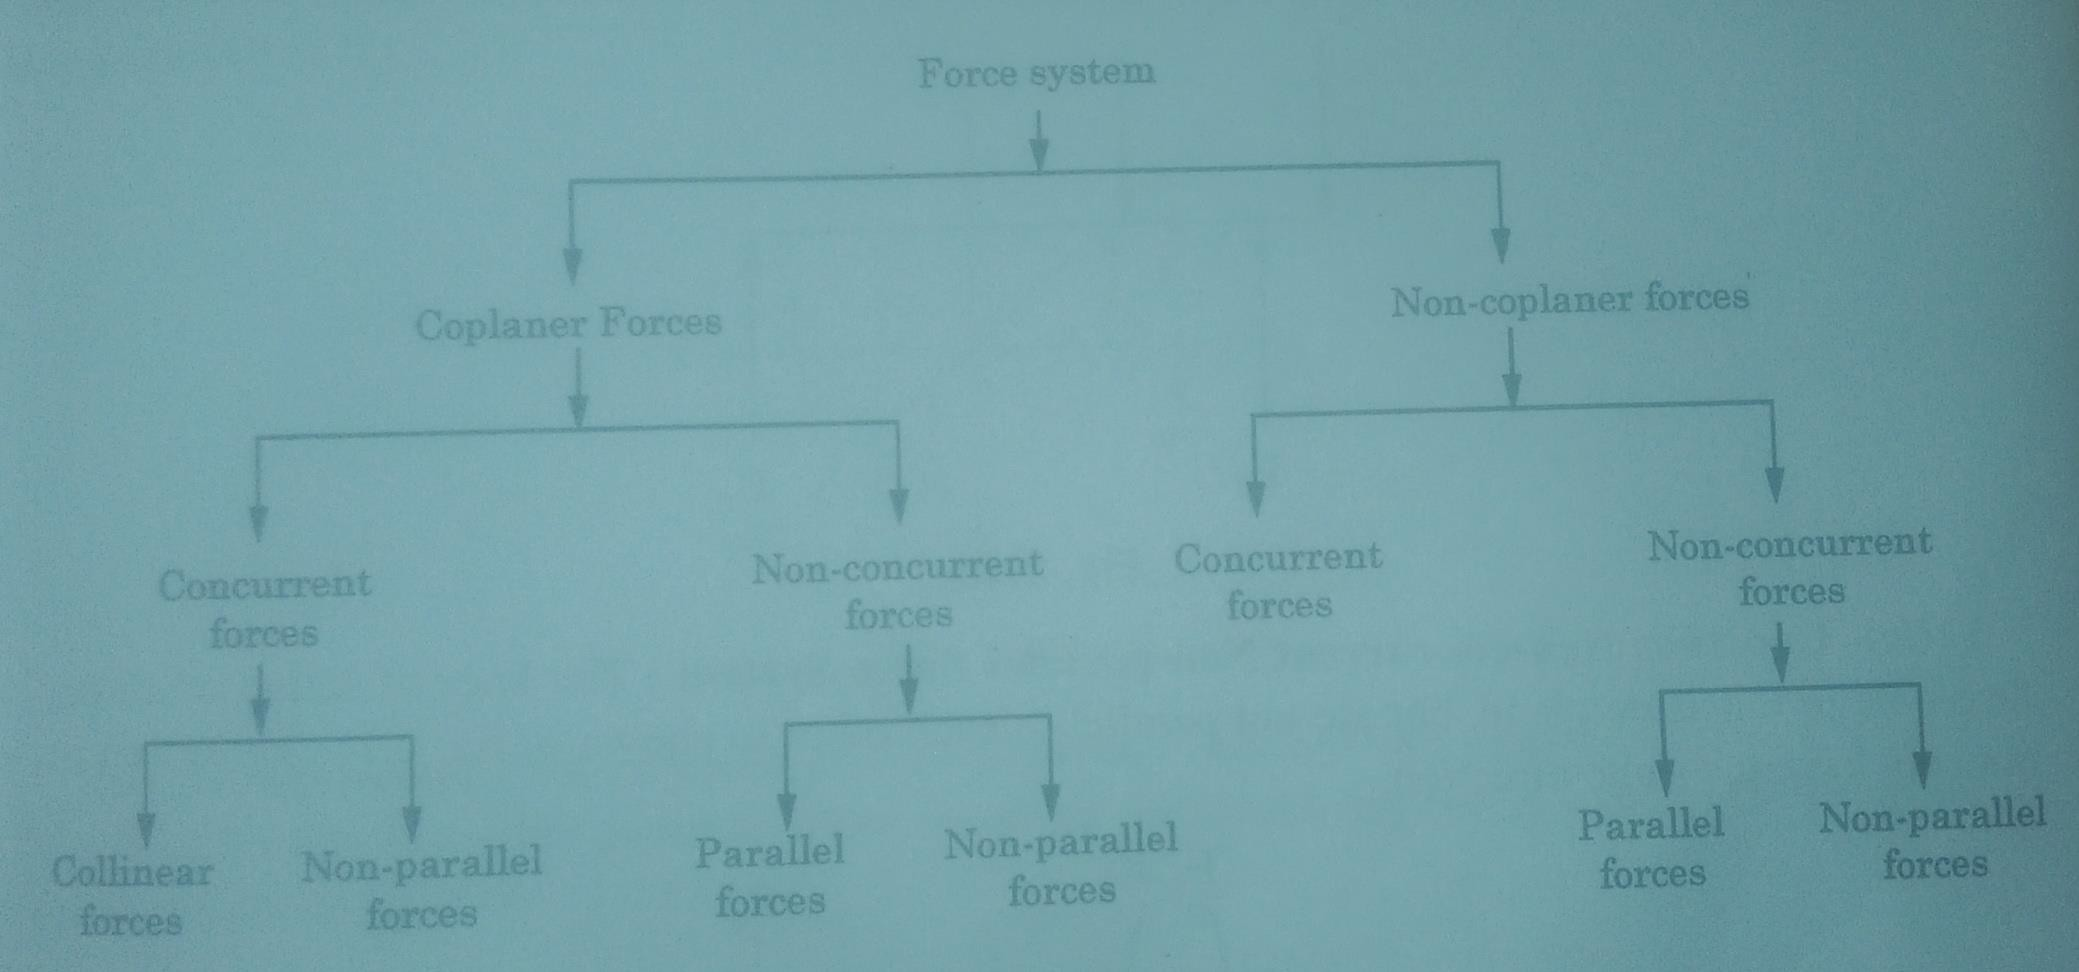 Force system
Coplaner Forces
Non-coplaner forces
Concurrent
forces
Non-concurrent
forces
Concurrent
forces
Non-concurrent
forces
Collinear
forces
Non-parallel
forces
Parallel
forces
Non-parallel
forces
Parallel
forces
Non-parallel
forces